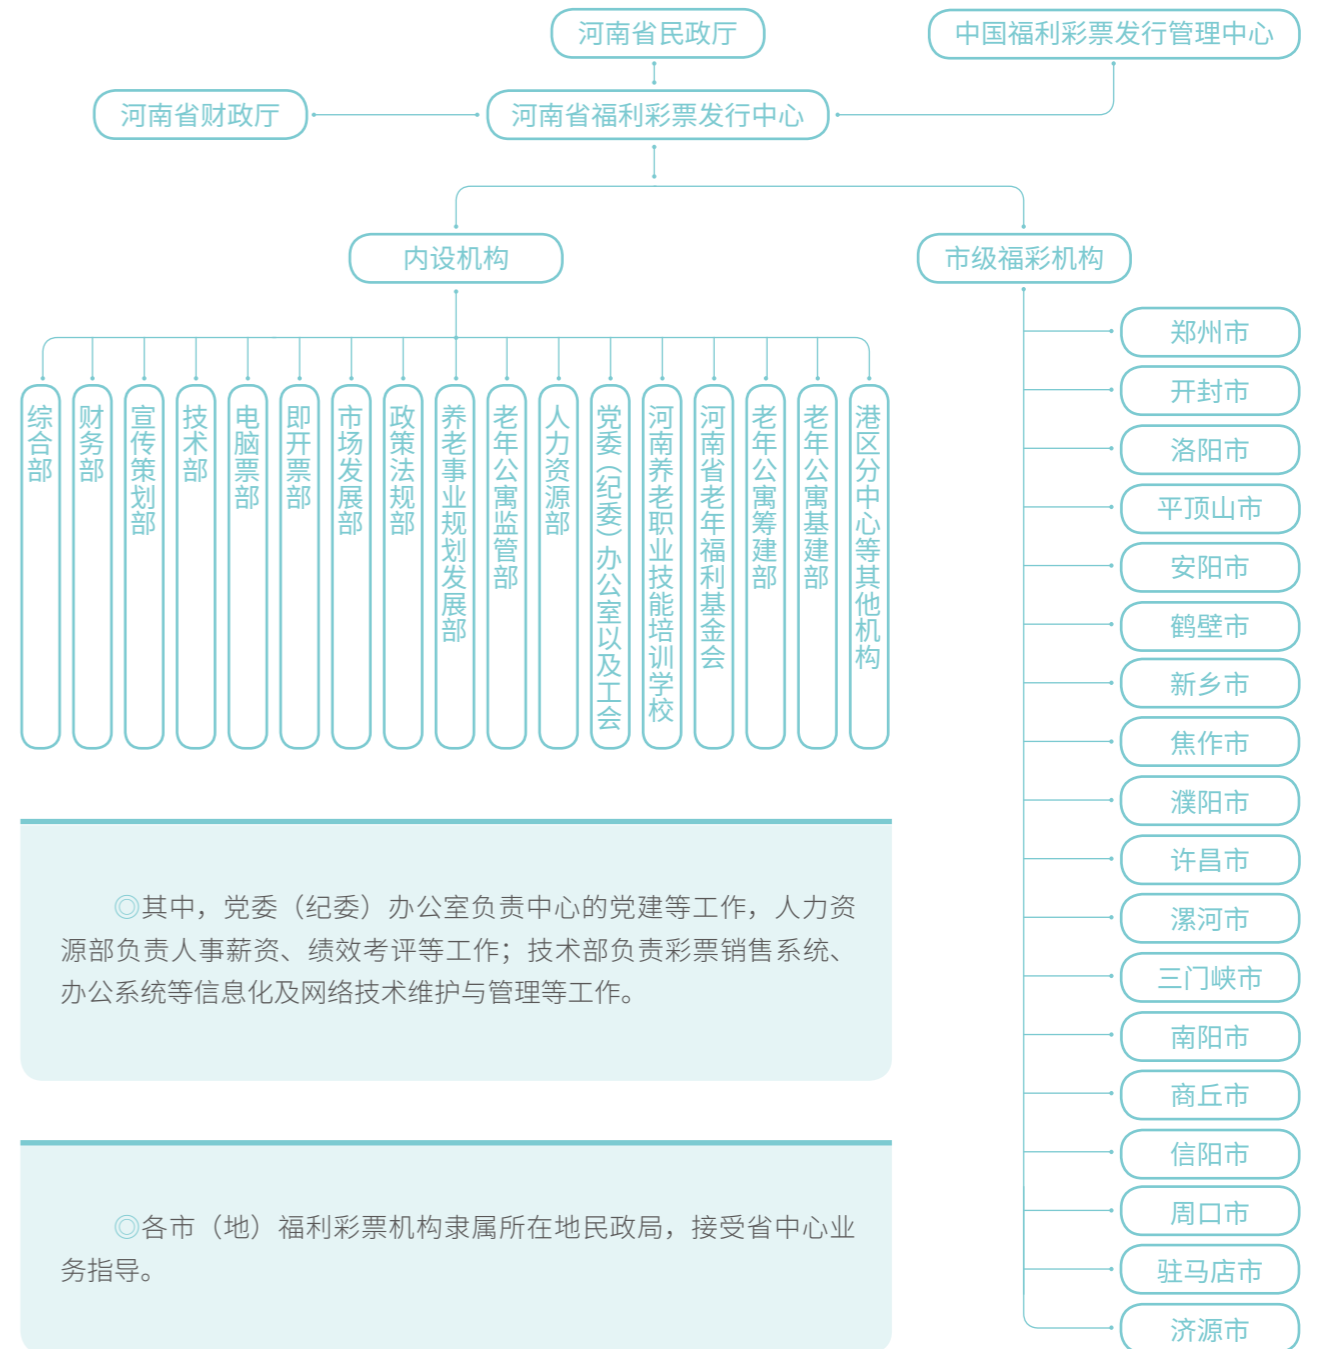 河南省民政厅
中国福利彩票发行管理中心
河南省财政厅
河南省福利彩票发行中心
内设机构
市级福彩机构
综合部
财务部
宣传策划部
技术部
电脑票部
即开票部
市场发展部
政策法规部
养老事业规划发展部
老年公寓监管部
人力资源部
党委（纪委）办公室以及工会
河南养老职业技能培训学校
河南省老年福利基金会
老年公寓筹建部
老年公寓基建部
港区分中心等其他机构
郑州市
开封市
洛阳市
平顶山市
安阳市
鹤壁市
新乡市
焦作市
濮阳市
许昌市
漯河市
三门峡市
南阳市
商丘市
信阳市
周口市
驻马店市
济源市
◎其中，党委（纪委）办公室负责中心的党建等工作，人力资
源部负责人事薪资、绩效考评等工作；技术部负责彩票销售系统、
办公系统等信息化及网络技术维护与管理等工作。
◎各市（地）福利彩票机构隶属所在地民政局，接受省中心业
务指导。